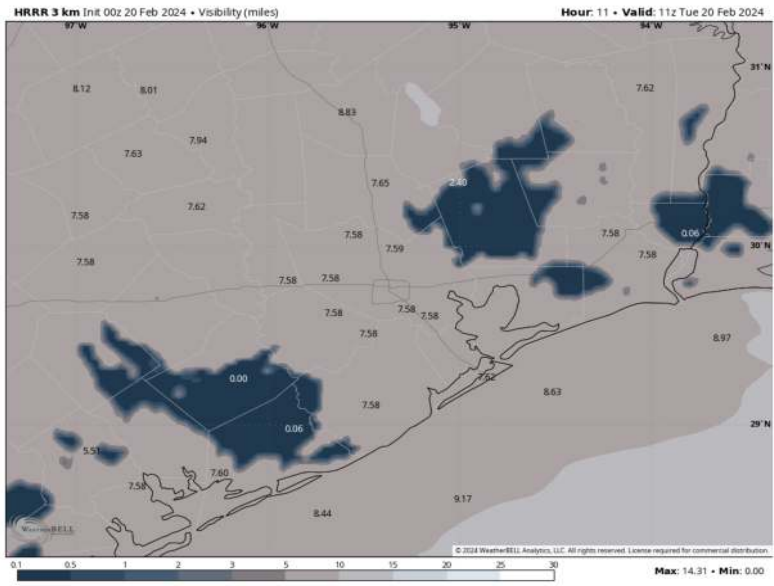 HRRR 3 km Init 00z 20 Feb 2024 • Visibility (miles)
Hour: 11 • Valid: 11z Tue 20 Feb 2024
97°W 96°W 95°W 94°W
31°N
8.12 8.01 7.62
8.83
7.94
7.63
7.65 2.40
7.62
7.58
7.58 7.58 0.06
7.59 30°N
7.58
7.58
7.58 7.58
7.58 7.58 7.58
7.58 8.97
0.00 7.62
8.63
7.58
0.06 29°N
5.51
7.60
7.58
9.17
8.44
WEATHERBELL
© 2024 WeatherBELL Analytics, LLC. All rights reserved. License required for commercial distribution.
0.1 0.5 1 2 3 5 10 15 20 25 30
Max: 14.31 • Min: 0.00